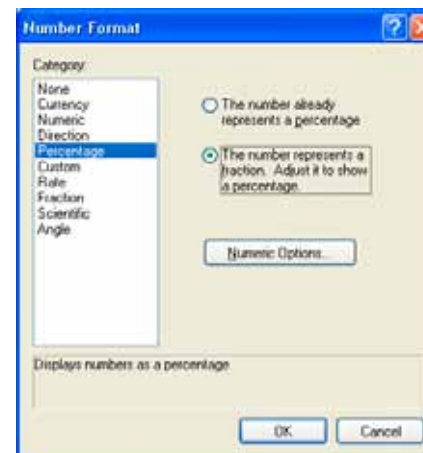 Number Format
Category:
None
Currency
Numeric
Direction
Percentage
Custom
Rate
Fraction
Scientific
Angle
The number already
represents a percentage
The number represents a
fraction. Adjust it to show
a percentage.
Numeric Options...
Displays numbers as a percentage
OK
Cancel